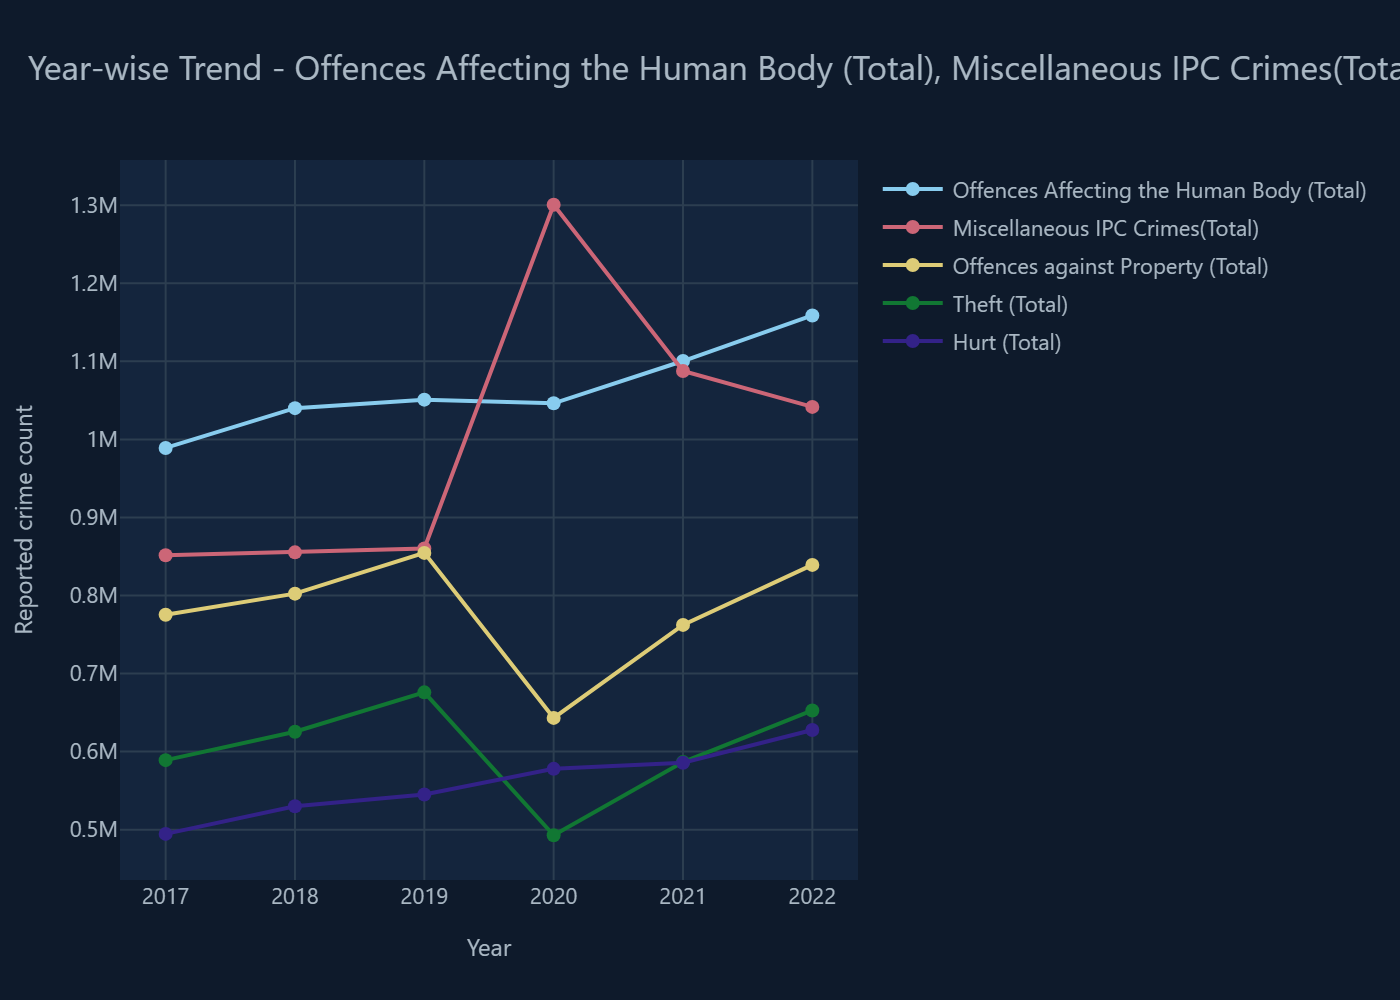 Year-wise Trend - Offences Affecting the Human Body (Total), Miscellaneous IPC Crimes(Tota
1.3M
1.2M
1.1M
1M
0.9M
0.8M
0.7M
0.6M
0.5M
Reported crime count
2017 2018 2019 2020 2021 2022
Year
Offences Affecting the Human Body (Total)
Miscellaneous IPC Crimes(Total)
Offences against Property (Total)
Theft (Total)
Hurt (Total)